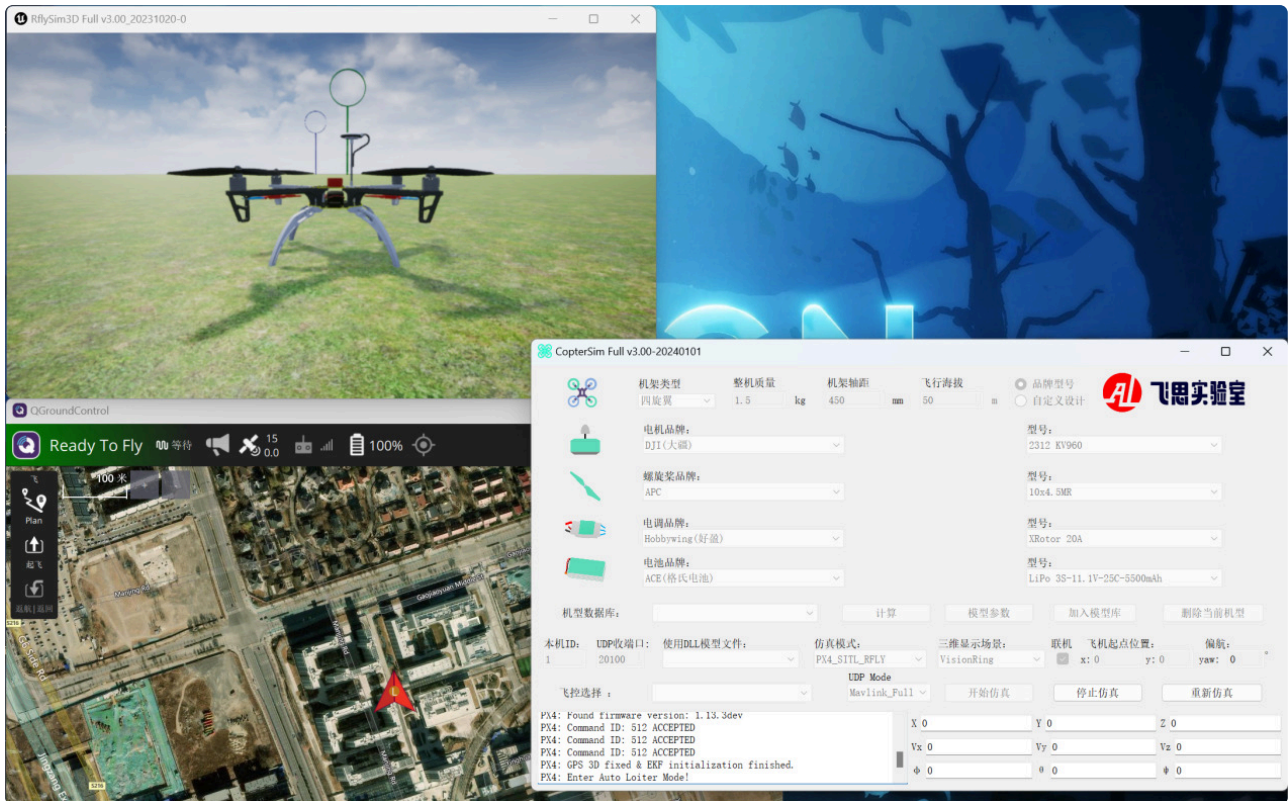 RflySim3D Full v3.00_20231020-0
QGroundControl
Ready To Fly
等待
15
0.0
100%
飞
100 米
Plan
起飞
返航|返回
Manjing Rd
Gaojiaoyuan Middle
S216
S216
CopterSim Full v3.00-20240101
机架类型 整机质量 机架轴距 飞行海拔 品牌型号
四旋翼 1.5 kg 450 mm 50 m 自定义设计
飞思实验室
电机品牌: 型号:
DJI(大疆) 2312 KV960
螺旋桨品牌: 型号:
APC 10x4.5MR
电调品牌: 型号:
Hobbywing(好盈) XRotor 20A
电池品牌: 型号:
ACE(格氏电池) LiPo 3S-11.1V-25C-5500mAh
机型数据库: 计算 模型参数 加入模型库 删除当前机型
本机ID: UDP收端口: 使用DLL模型文件: 仿真模式: 三维显示场景: 联机 飞机起点位置: 偏航:
1 20100 PX4_SITL_RFLY VisionRing x: 0 y: 0 yaw: 0 °
UDP Mode
飞控选择 : Mavlink_Full 开始仿真 停止仿真 重新仿真
PX4: Found firmware version: 1.13.3dev
PX4: Command ID: 512 ACCEPTED
PX4: Command ID: 512 ACCEPTED
PX4: Command ID: 512 ACCEPTED
PX4: GPS 3D fixed & EKF initialization finished.
PX4: Enter Auto Loiter Mode!
X 0 Y 0 Z 0
Vx 0 Vy 0 Vz 0
Φ 0 θ 0 ψ 0